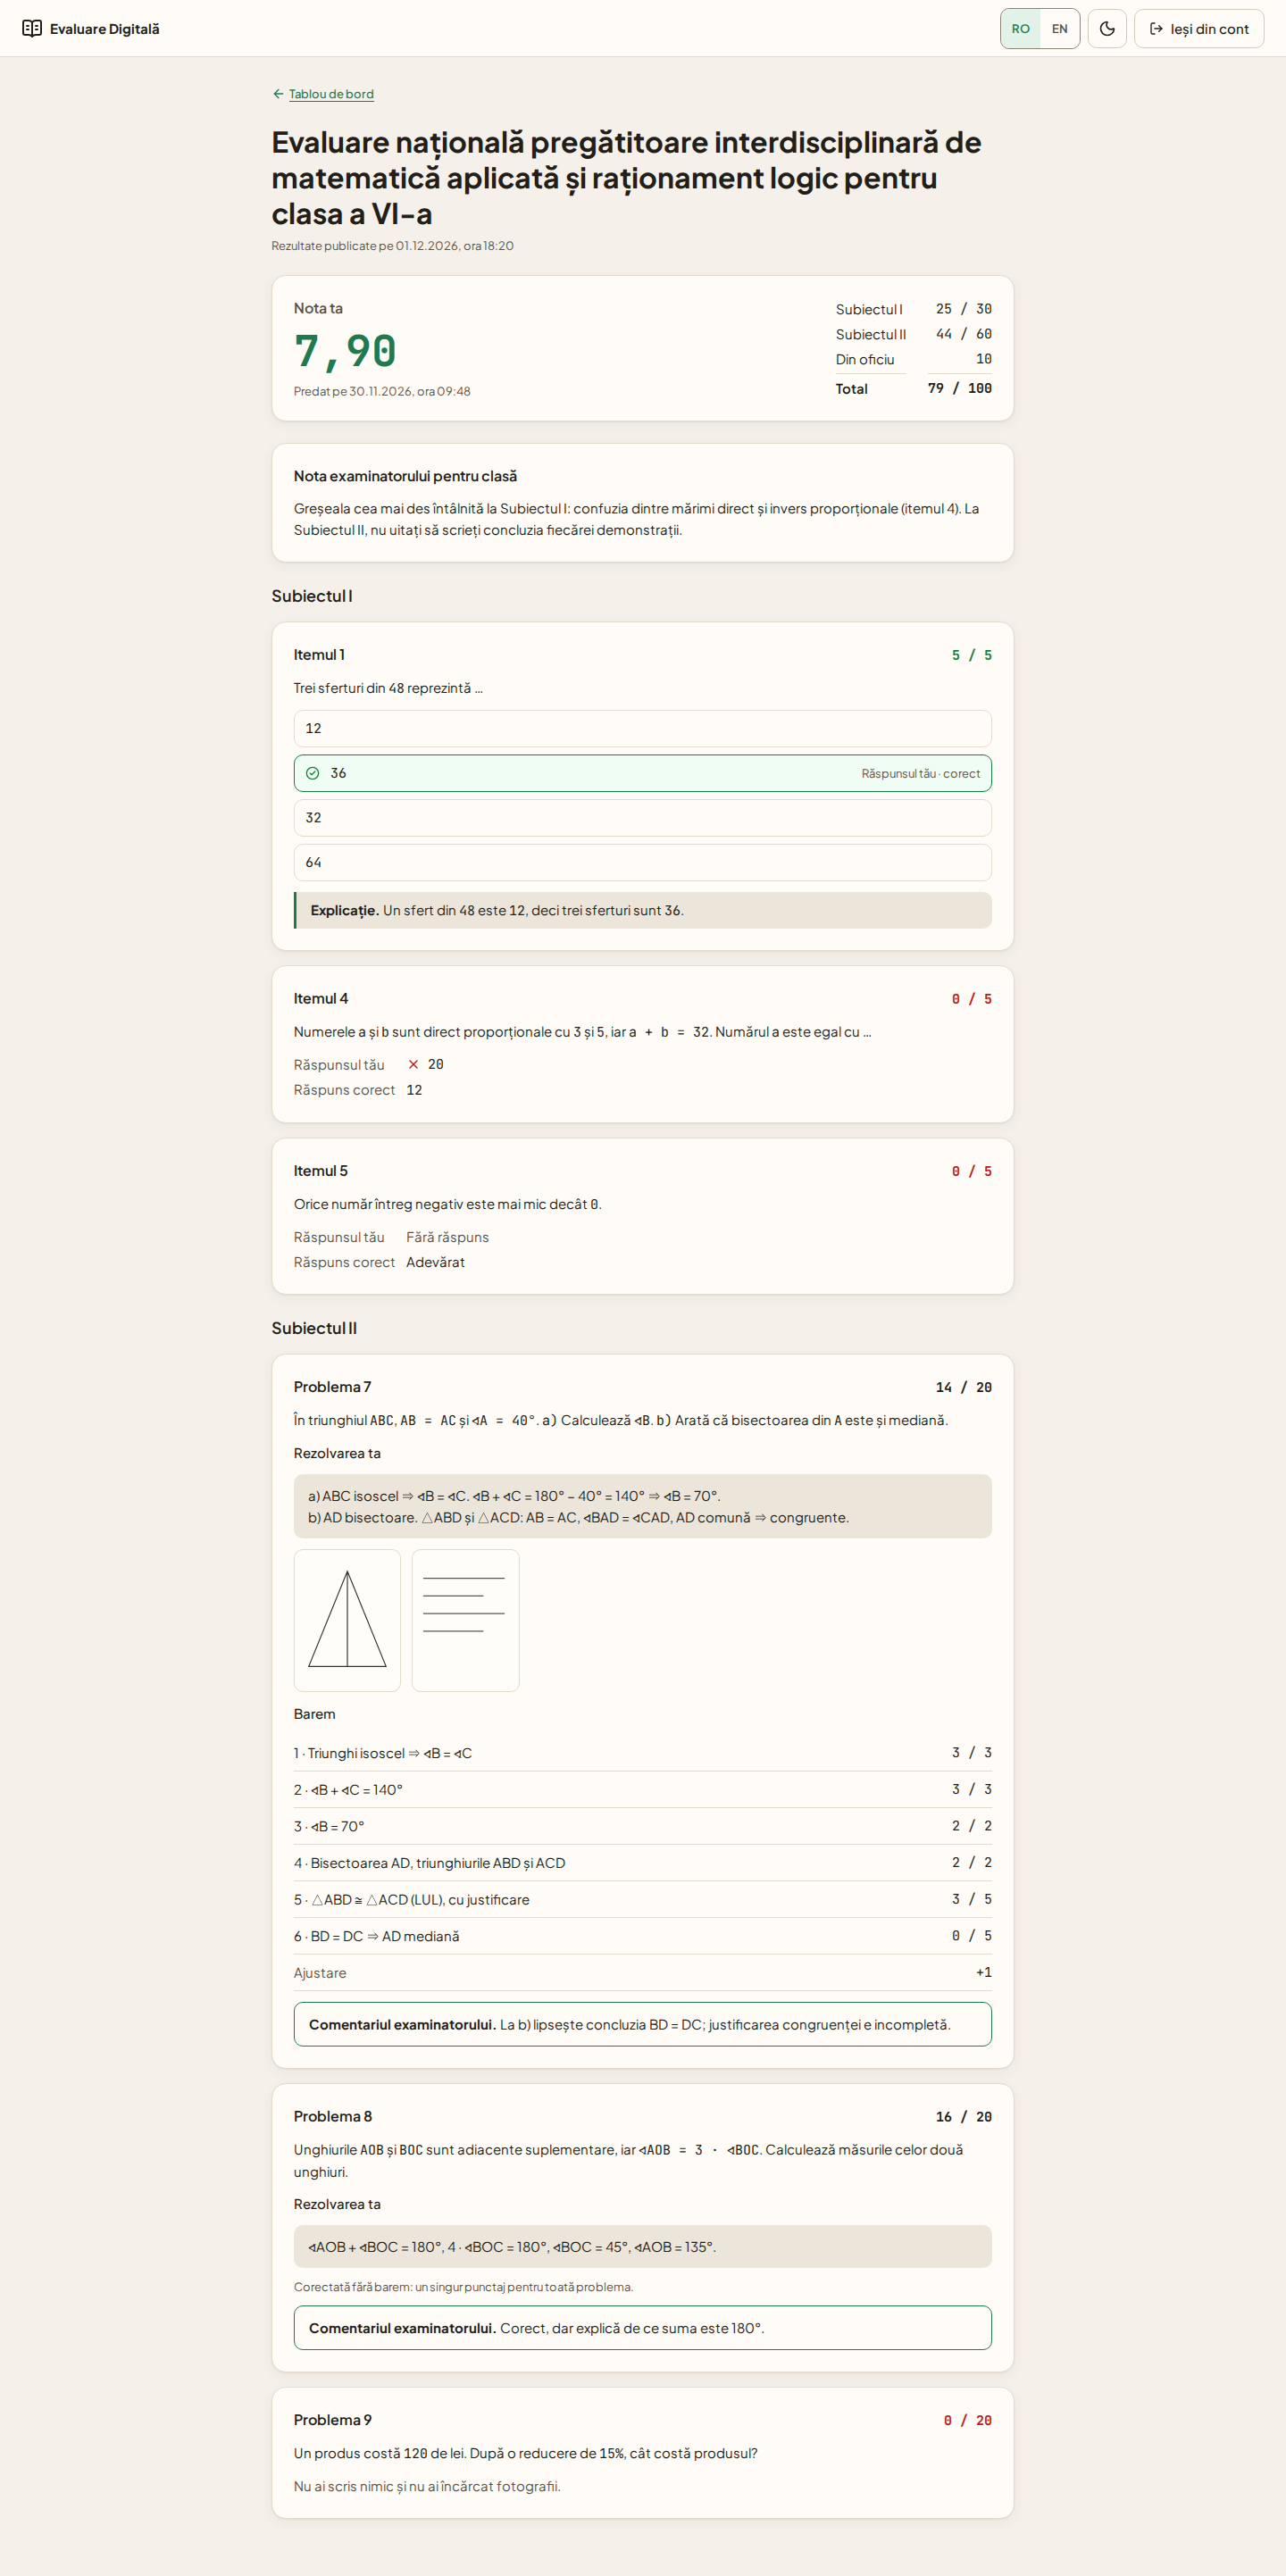 Evaluare Digitală
RO EN
Ieși din cont
← Tablou de bord
Evaluare națională pregătitoare interdisciplinară de
matematică aplicată și raționament logic pentru
clasa a VI-a
Rezultate publicate pe 01.12.2026, ora 18:20
Nota ta
7,90
Predat pe 30.11.2026, ora 09:48
Subiectul I 25 / 30
Subiectul II 44 / 60
Din oficiu 10
Total 79 / 100
Nota examinatorului pentru clasă
Greșeala cea mai des întâlnită la Subiectul I: confuzia dintre mărimi direct și invers proporționale (itemul 4). La
Subiectul II, nu uitați să scrieți concluzia fiecărei demonstrații.
Subiectul I
Itemul 1 5 / 5
Trei sferturi din 48 reprezintă ...
12
36 Răspunsul tău · corect
32
64
Explicație. Un sfert din 48 este 12, deci trei sferturi sunt 36.
Itemul 4 0 / 5
Numerele a și b sunt direct proporționale cu 3 și 5, iar a + b = 32. Numărul a este egal cu ...
Răspunsul tău × 20
Răspuns corect 12
Itemul 5 0 / 5
Orice număr întreg negativ este mai mic decât 0.
Răspunsul tău Fără răspuns
Răspuns corect Adevărat
Subiectul II
Problema 7 14 / 20
În triunghiul ABC, AB = AC și ∢A = 40°. a) Calculează ∢B. b) Arată că bisectoarea din A este și mediană.
Rezolvarea ta
a) ABC isoscel ⇒ ∢B = ∢C. ∢B + ∢C = 180° − 40° = 140° ⇒ ∢B = 70°.
b) AD bisectoare. △ABD și △ACD: AB = AC, ∢BAD = ∢CAD, AD comună ⇒ congruente.
Barem
1 · Triunghi isoscel ⇒ ∢B = ∢C 3 / 3
2 · ∢B + ∢C = 140° 3 / 3
3 · ∢B = 70° 2 / 2
4 · Bisectoarea AD, triunghiurile ABD și ACD 2 / 2
5 · △ABD ≅ △ACD (LUL), cu justificare 3 / 5
6 · BD = DC ⇒ AD mediană 0 / 5
Ajustare +1
Comentariul examinatorului. La b) lipsește concluzia BD = DC; justificarea congruenței e incompletă.
Problema 8 16 / 20
Unghiurile AOB și BOC sunt adiacente suplementare, iar ∢AOB = 3 · ∢BOC. Calculează măsurile celor două
unghiuri.
Rezolvarea ta
∢AOB + ∢BOC = 180°, 4 · ∢BOC = 180°, ∢BOC = 45°, ∢AOB = 135°.
Corectată fără barem: un singur punctaj pentru toată problema.
Comentariul examinatorului. Corect, dar explică de ce suma este 180°.
Problema 9 0 / 20
Un produs costă 120 de lei. După o reducere de 15%, cât costă produsul?
Nu ai scris nimic și nu ai încărcat fotografii.